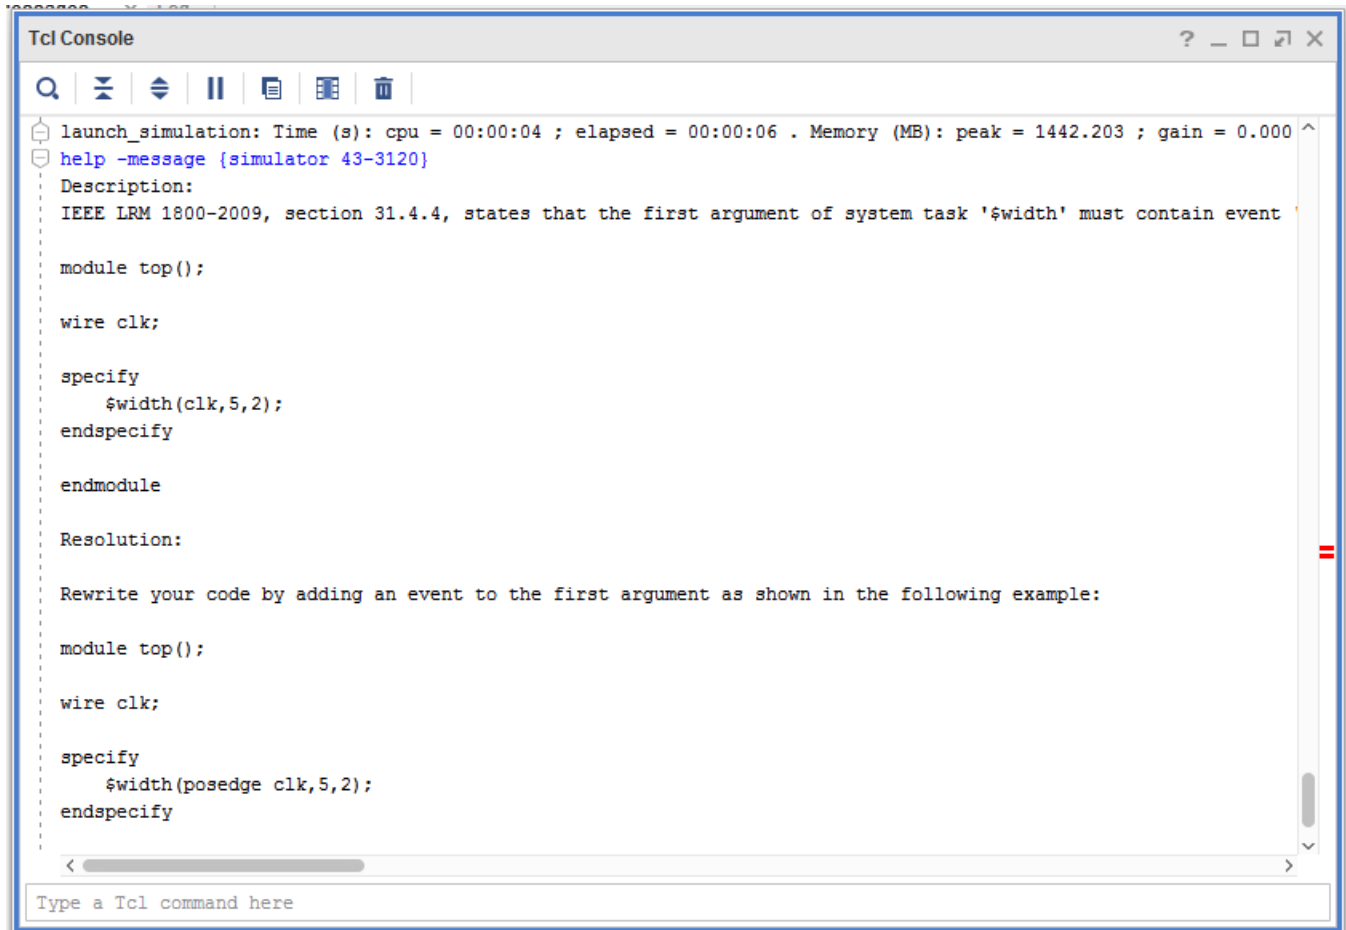 Tcl Console
launch_simulation: Time (s): cpu = 00:00:04 ; elapsed = 00:00:06 . Memory (MB): peak = 1442.203 ; gain = 0.000
help -message {simulator 43-3120}
Description:
IEEE LRM 1800-2009, section 31.4.4, states that the first argument of system task '$width' must contain event '
module top();
wire clk;
specify
$width(clk,5,2);
endspecify
endmodule
Resolution:
Rewrite your code by adding an event to the first argument as shown in the following example:
module top();
wire clk;
specify
$width(posedge clk,5,2);
endspecify
Type a Tcl command here